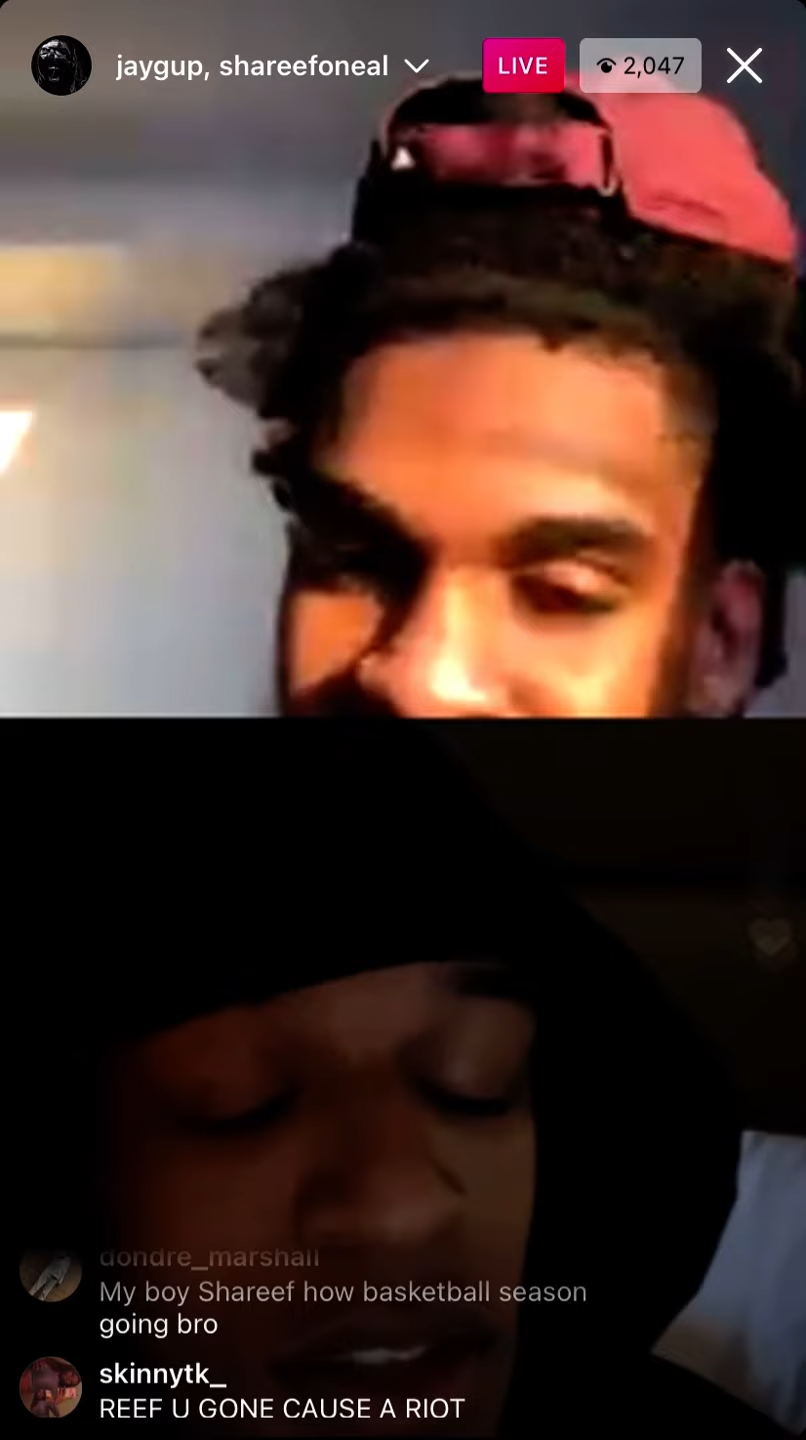 jaygup, shareefoneal
LIVE
2,047
dondre_marshall
My boy Shareef how basketball season
going bro
skinnytk_
REEF U GONE CAUSE A RIOT